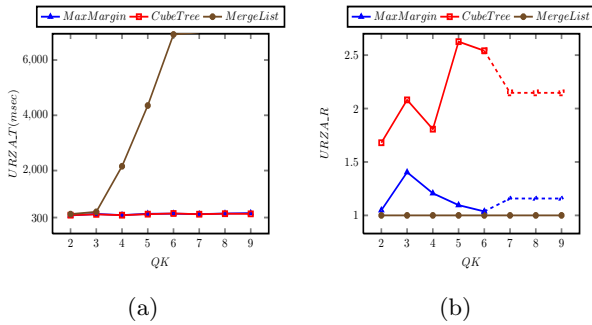 MaxMargin CubeTree MergeList
URZA_T(msec)
6,000
4,000
2,000
300
2 3 4 5 6 7 8 9
QK
(a)
MaxMargin CubeTree MergeList
URZA_R
2.5
2
1.5
1
2 3 4 5 6 7 8 9
QK
(b)